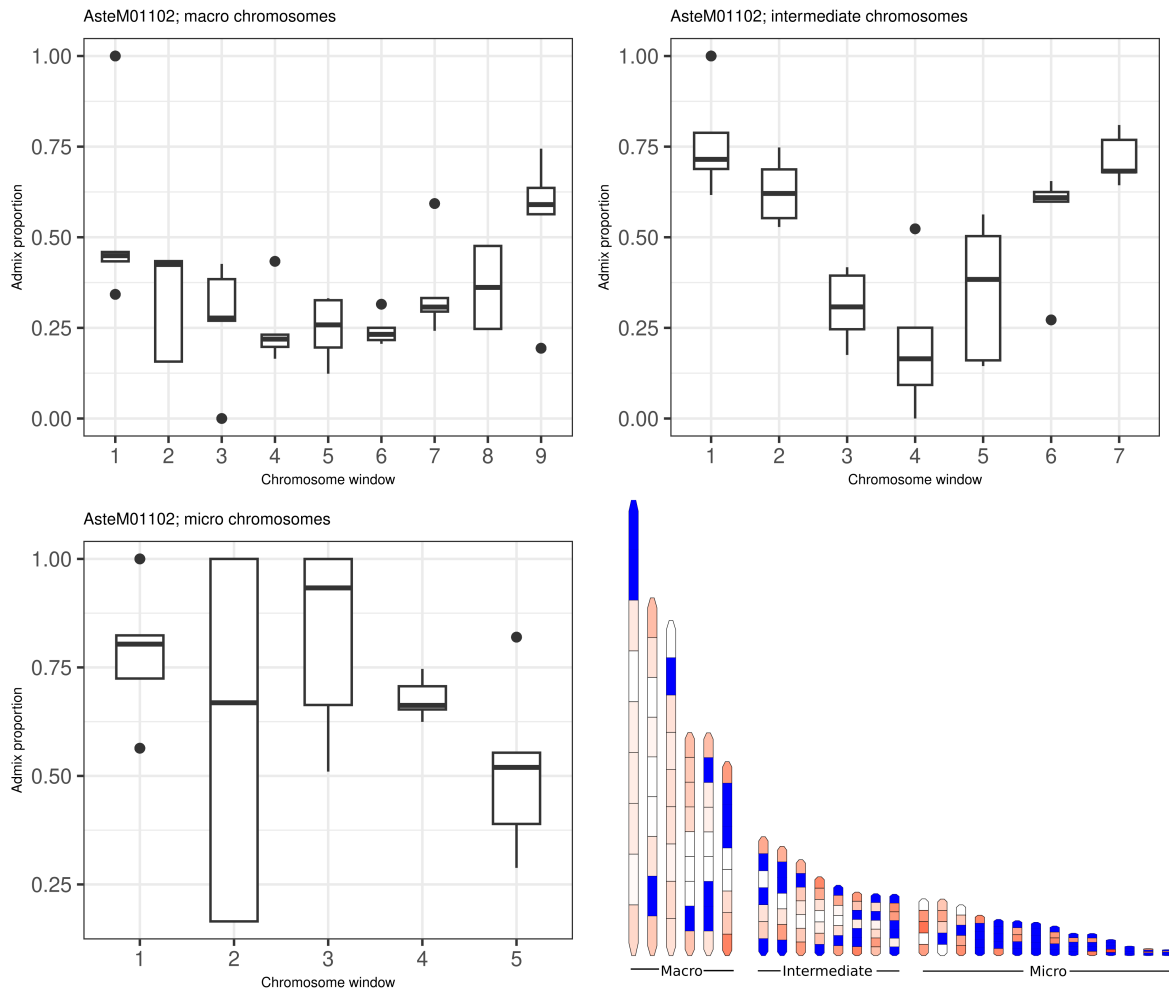 AsteM01102; macro chromosomes
1.00
0.75
0.50
0.25
0.00
Admix proportion
1 2 3 4 5 6 7 8 9
Chromosome window
AsteM01102; intermediate chromosomes
1.00
0.75
0.50
0.25
0.00
Admix proportion
1 2 3 4 5 6 7
Chromosome window
AsteM01102; micro chromosomes
1.00
0.75
0.50
0.25
Admix proportion
1 2 3 4 5
Chromosome window
Macro Intermediate Micro